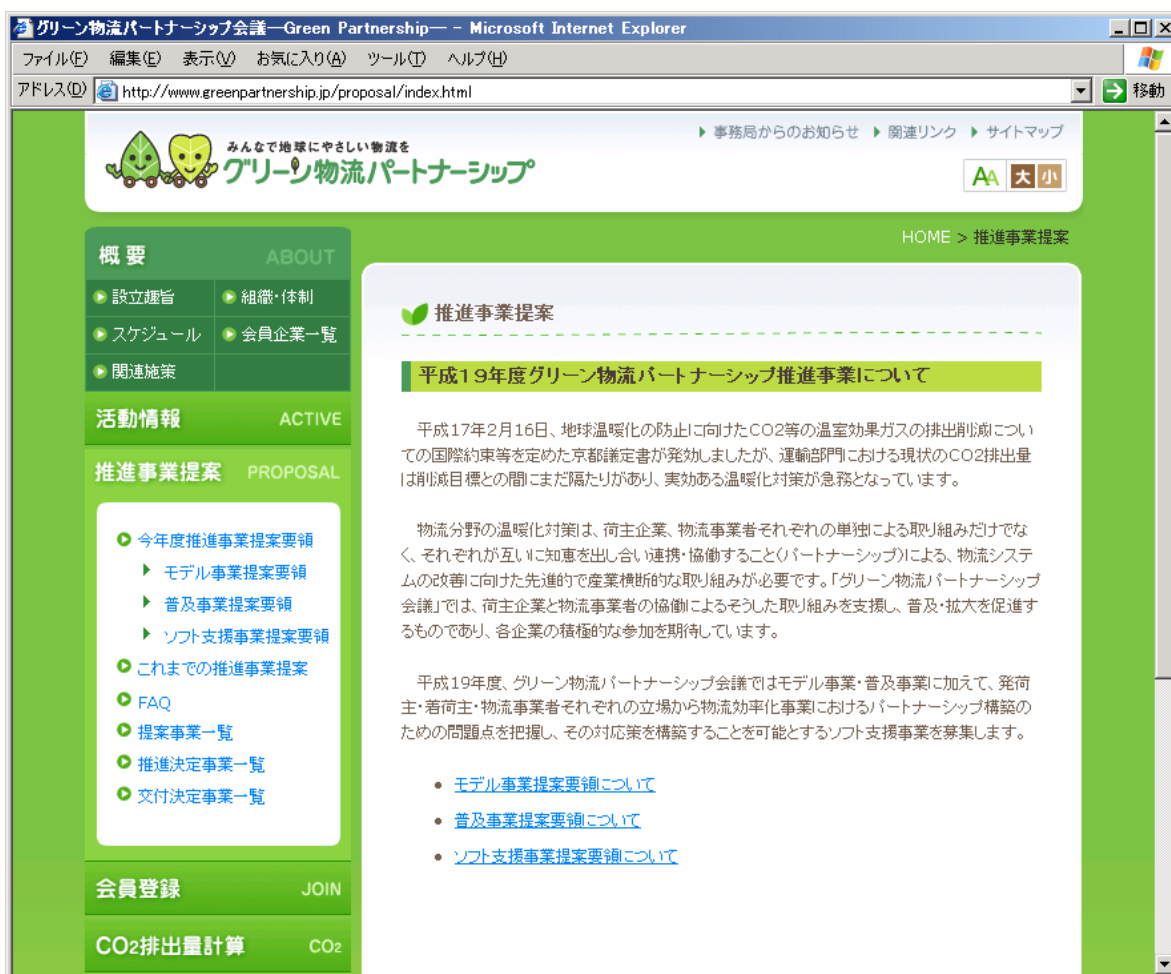 グリーン物流パートナーシップ会議―Green Partnership― - Microsoft Internet Explorer
ファイル(F) 編集(E) 表示(V) お気に入り(A) ツール(T) ヘルプ(H)
アドレス(D) http://www.greenpartnership.jp/proposal/index.html 移動
事務局からのお知らせ 関連リンク サイトマップ
みんなで地球にやさしい物流を
グリーン物流パートナーシップ
AA 大 小
HOME > 推進事業提案
概要 ABOUT
設立趣旨 組織・体制
スケジュール 会員企業一覧
関連施策
活動情報 ACTIVE
推進事業提案 PROPOSAL
今年度推進事業提案要領
モデル事業提案要領
普及事業提案要領
ソフト支援事業提案要領
これまでの推進事業提案
FAQ
提案事業一覧
推進決定事業一覧
交付決定事業一覧
会員登録 JOIN
CO2排出量計算 CO2
推進事業提案
平成19年度グリーン物流パートナーシップ推進事業について
平成17年2月16日、地球温暖化の防止に向けたCO2等の温室効果ガスの排出削減につい
ての国際約束等を定めた京都議定書が発効しましたが、運輸部門における現状のCO2排出量
は削減目標との間にまだ隔たりがあり、実効ある温暖化対策が急務となっています。
物流分野の温暖化対策は、荷主企業、物流事業者それぞれの単独による取り組みだけでな
く、それぞれが互いに知恵を出し合い連携・協働すること(パートナーシップ)による、物流システ
ムの改善に向けた先進的で産業横断的な取り組みが必要です。「グリーン物流パートナーシップ
会議」では、荷主企業と物流事業者の協働によるそうした取り組みを支援し、普及・拡大を促進す
るものであり、各企業の積極的な参加を期待しています。
平成19年度、グリーン物流パートナーシップ会議ではモデル事業・普及事業に加えて、発荷
主・着荷主・物流事業者それぞれの立場から物流効率化事業におけるパートナーシップ構築の
ための問題点を把握し、その対応策を構築することを可能とするソフト支援事業を募集します。
モデル事業提案要領について
普及事業提案要領について
ソフト支援事業提案要領について